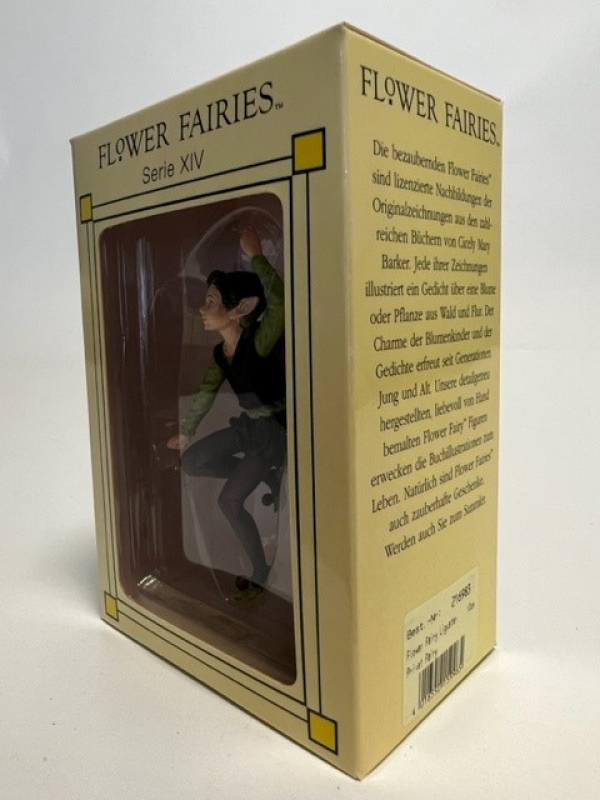 FLOWER FAIRIES™
Serie XIV
FLOWER FAIRIES™
Die bezaubernden Flower Fairies™
sind lizenzierte Nachbildungen der
Originalzeichnungen aus den zahl-
reichen Büchern von Cicely Mary
Barker. Jede ihrer Zeichnungen
illustriert ein Gedicht über eine Blume
oder Pflanze aus Wald und Flur. Der
Charme der Blumenkinder und der
Gedichte erfreut seit Generationen
Jung und Alt. Unsere detailgetreu
hergestellten, liebevoll von Hand
bemalten Flower Fairy™ Figuren
erwecken die Buchillustrationen zum
Leben. Natürlich sind Flower Fairies™
auch zauberhafte Geschenke.
Werden auch Sie zum Sammler.
Best.-Nr: 216983
Flower Fairy Liguster
Privet Fairy